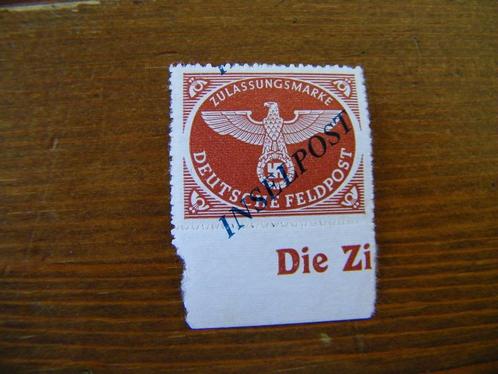 ZULASSUNGSMARKE
INSELPOST
DEUTSCHE FELDPOST
Die Zi